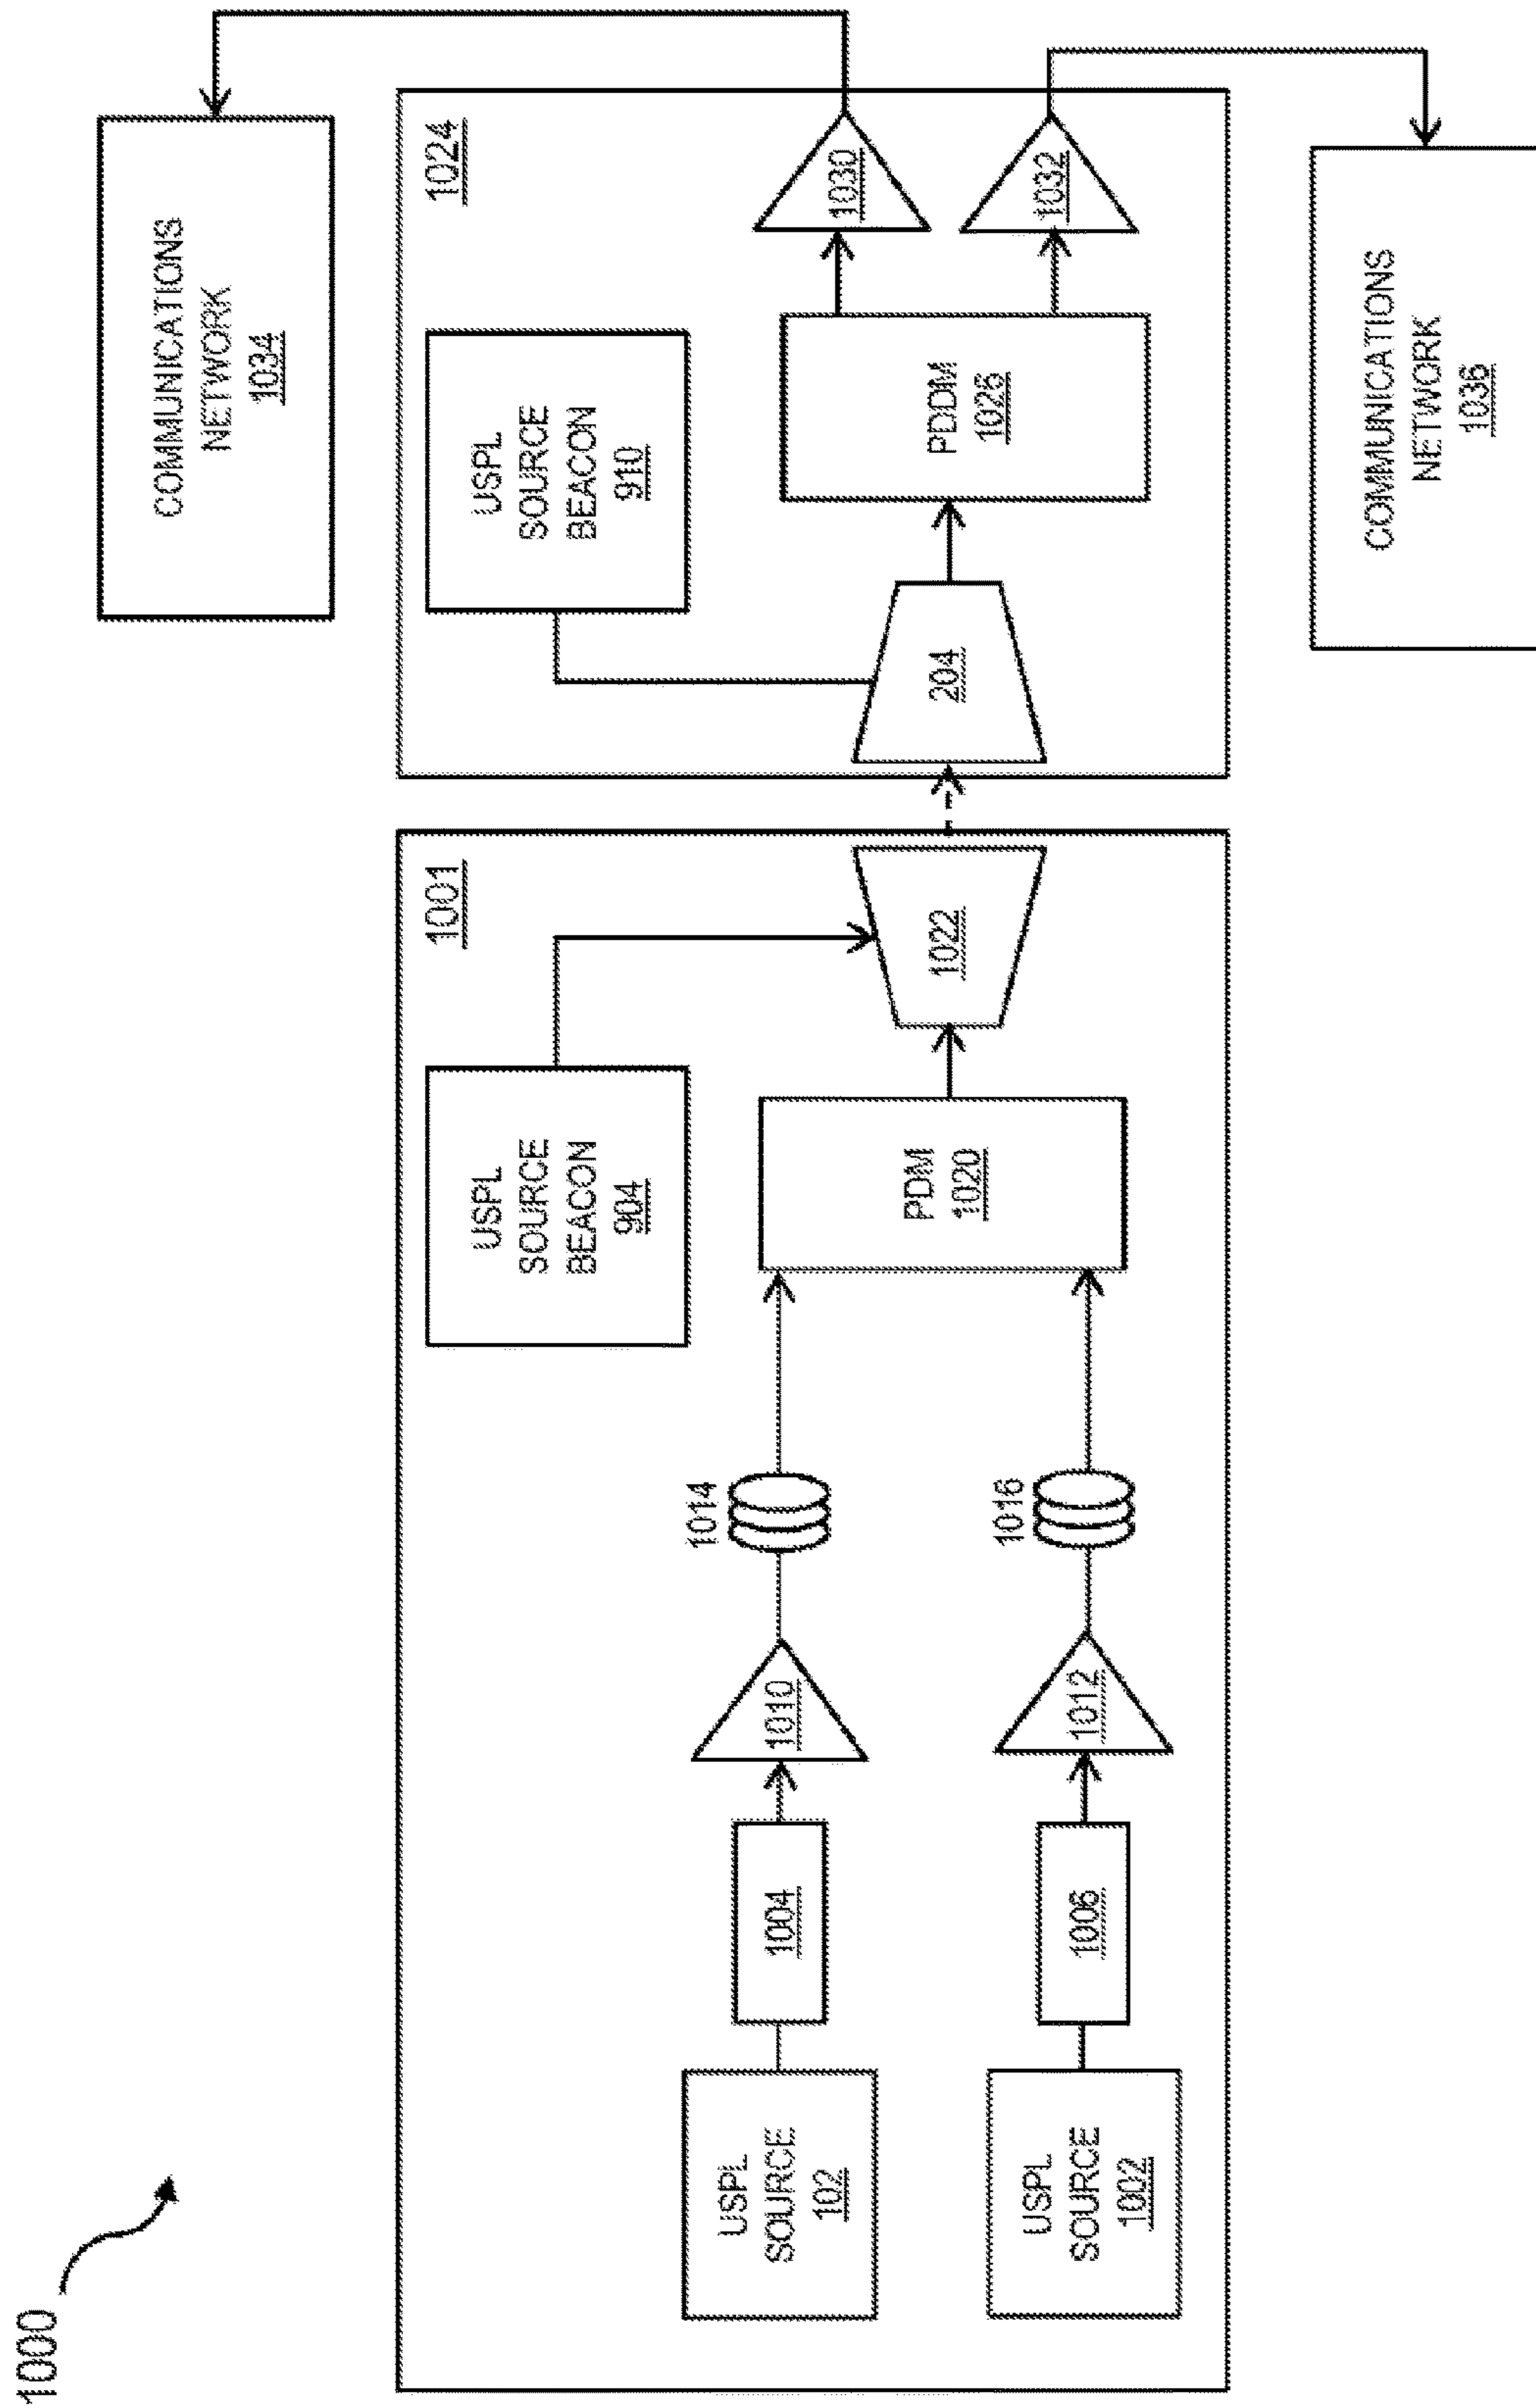 1000
1001
USPL
SOURCE
102
1004
1010
1014
USPL
SOURCE
1002
1006
1012
1016
USPL
SOURCE
BEACON
904
PDM
1020
1022
1024
USPL
SOURCE
BEACON
910
204
PDDM
1026
1030
1032
COMMUNICATIONS
NETWORK
1034
COMMUNICATIONS
NETWORK
1036